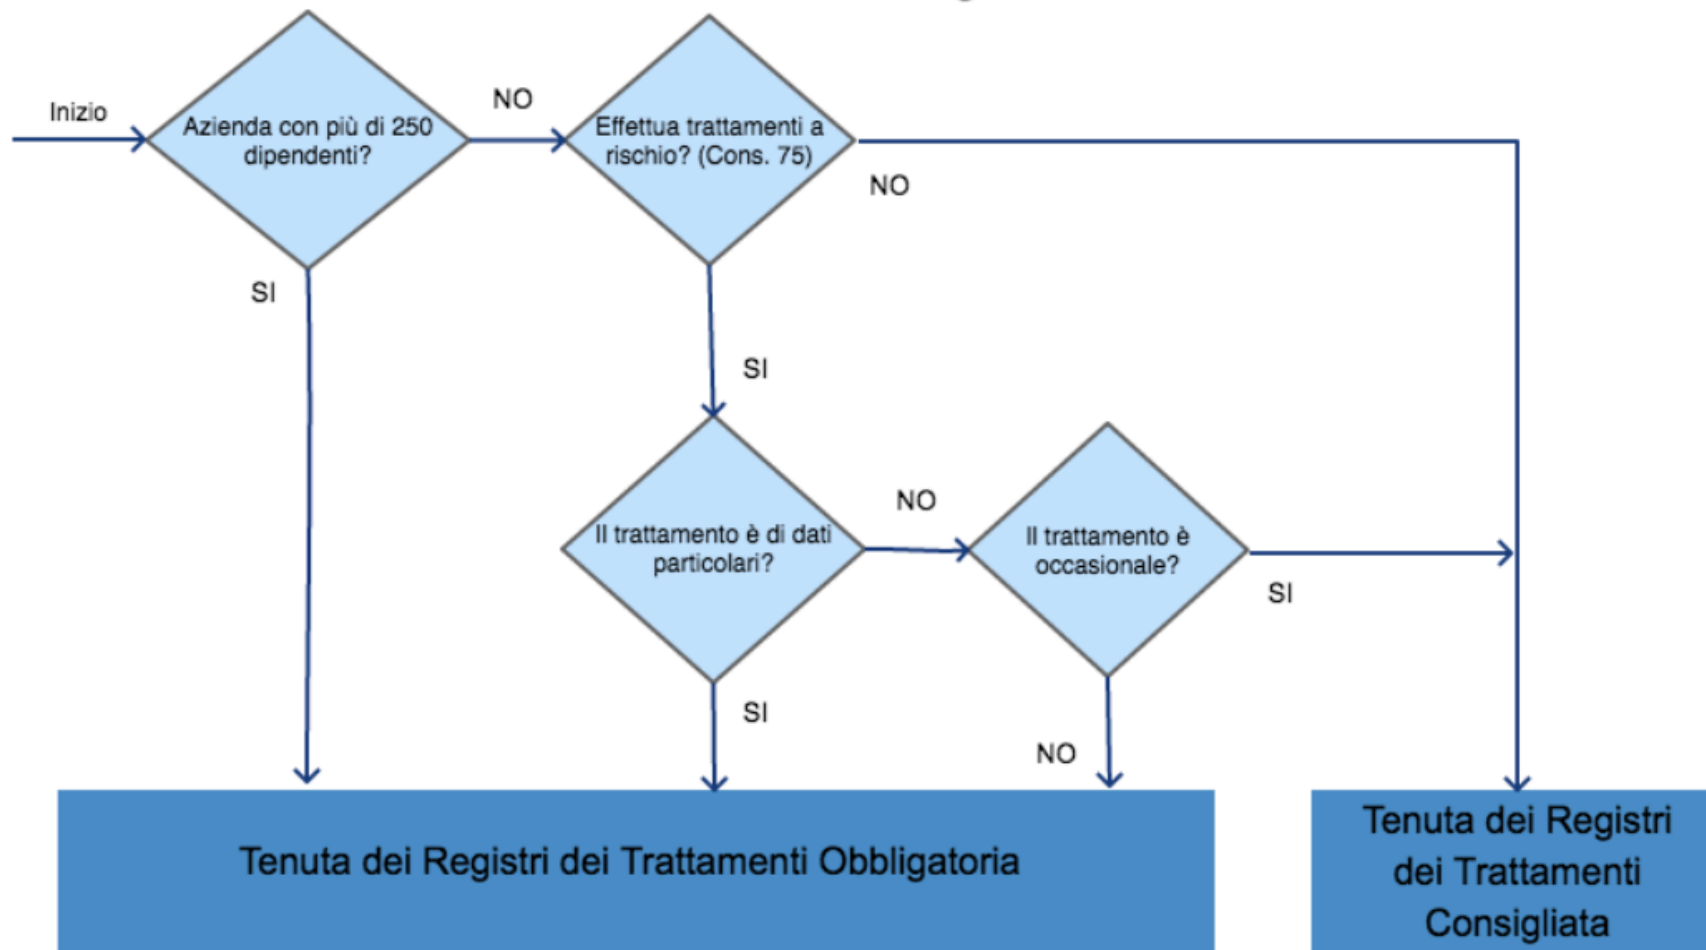 Inizio
Azienda con più di 250
dipendenti?
NO
Effettua trattamenti a
rischio? (Cons. 75)
NO
SI
SI
Il trattamento è di dati
particolari?
NO
Il trattamento è
occasionale?
SI
SI
NO
Tenuta dei Registri dei Trattamenti Obbligatoria
Tenuta dei Registri
dei Trattamenti
Consigliata